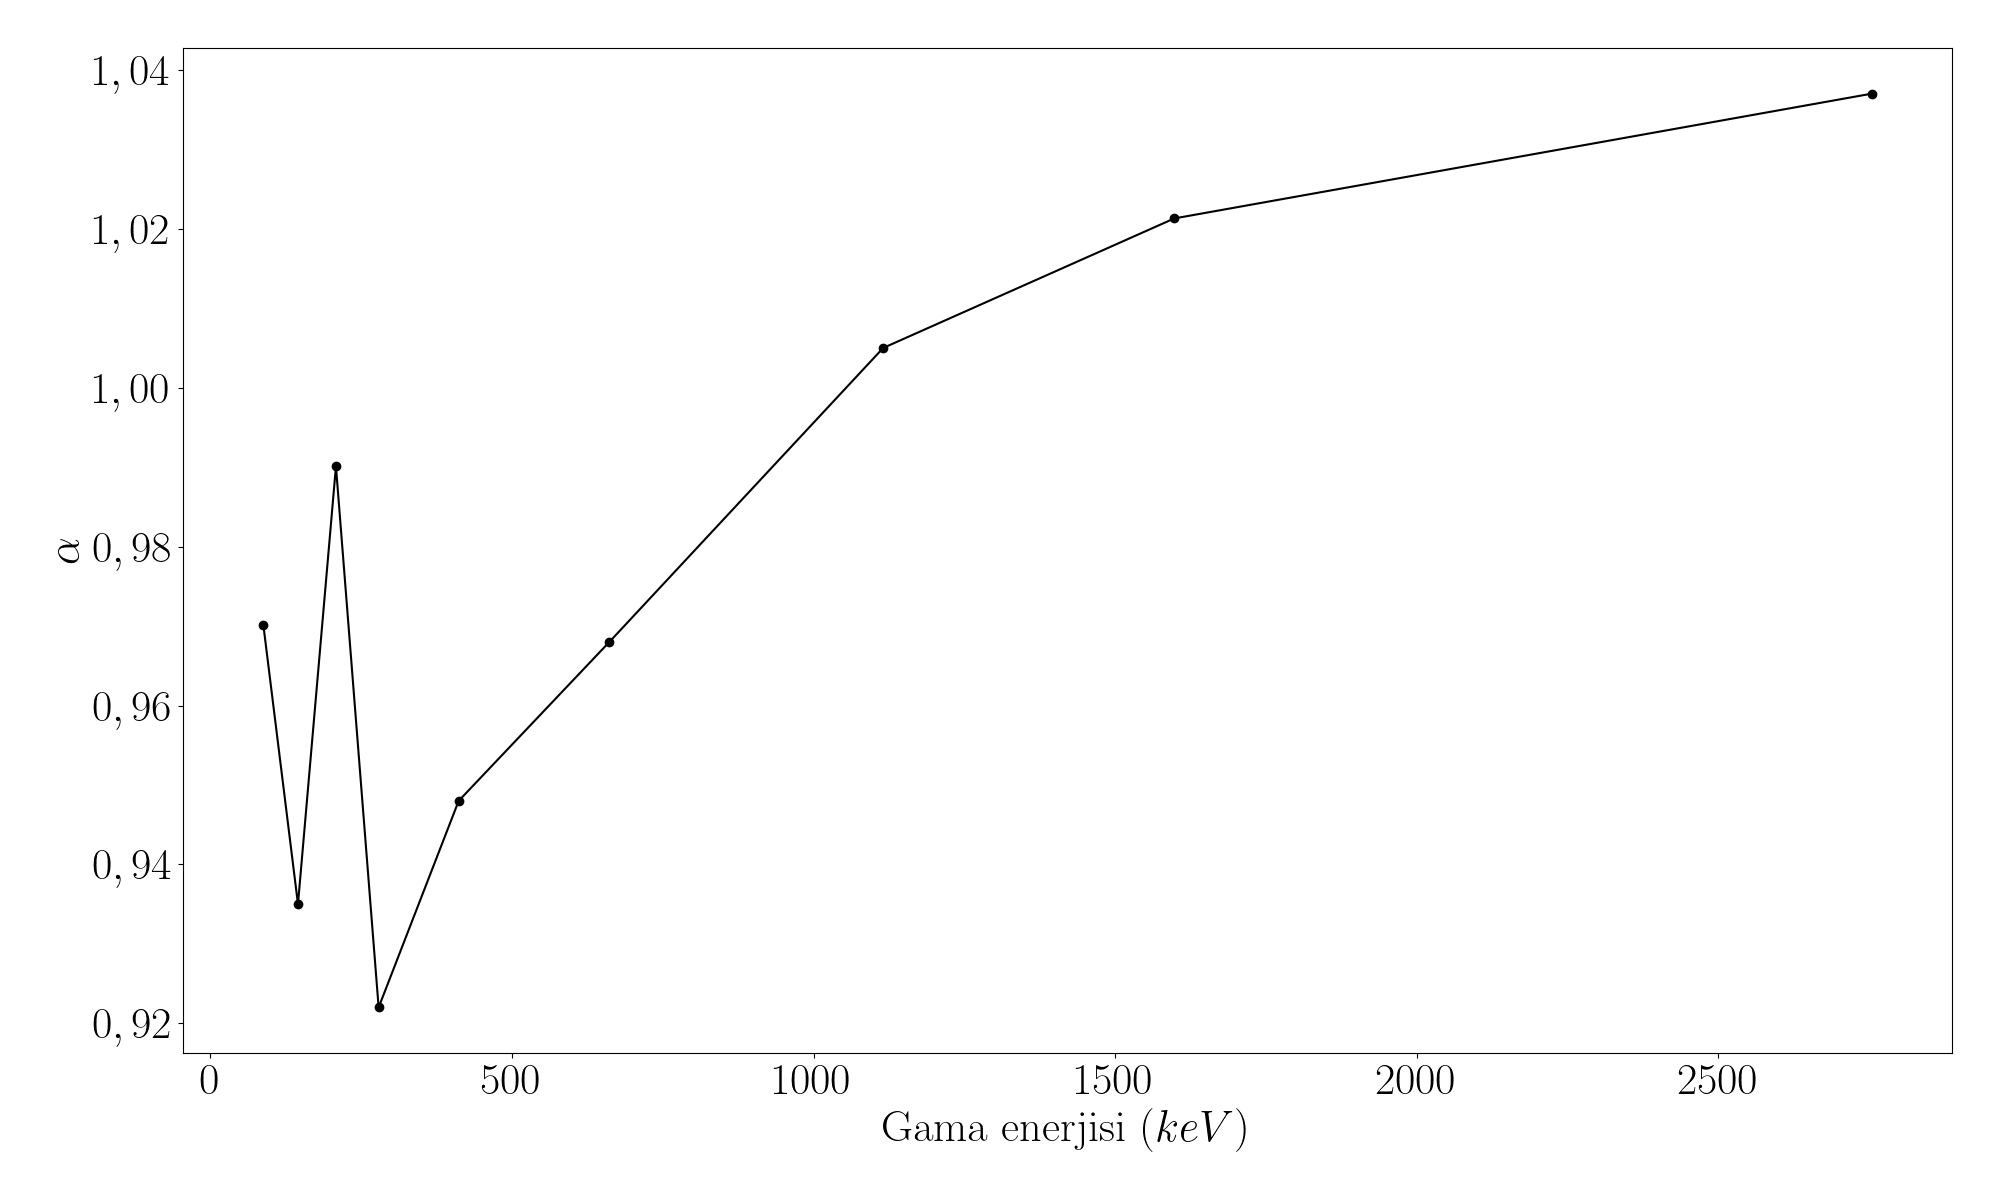 1, 04
1, 02
1, 00
0, 98
0, 96
0, 94
0, 92
α
0 500 1000 1500 2000 2500
Gama enerjisi (keV)